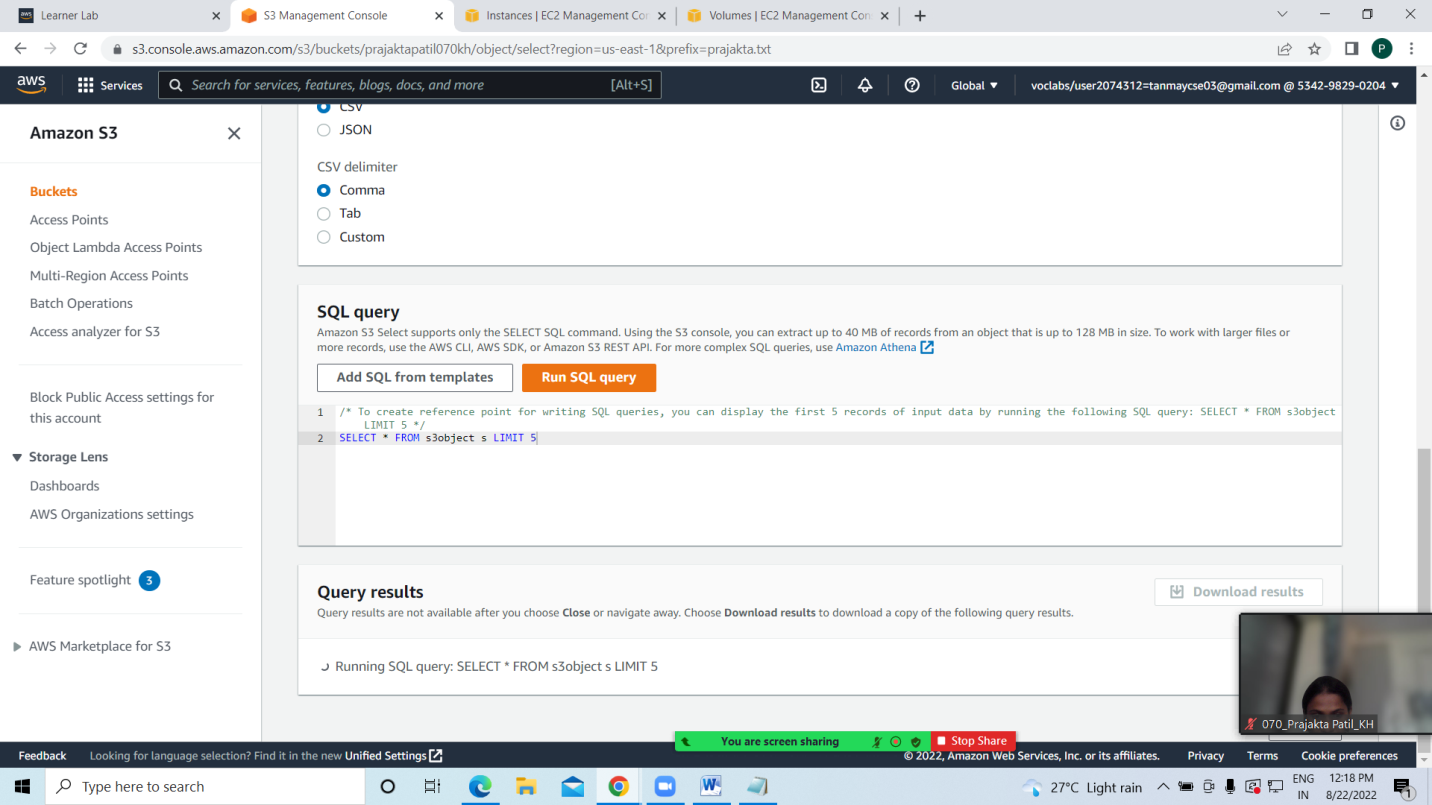 Learner Lab
S3 Management Console
Instances | EC2 Management Con
Volumes | EC2 Management Con
s3.console.aws.amazon.com/s3/buckets/prajaktapatil070kh/object/select?region=us-east-1&prefix=prajakta.txt
P
aws
Services
Search for services, features, blogs, docs, and more
[Alt+S]
Global
voclabs/user2074312=tanmaycse03@gmail.com @ 5342-9829-0204
Amazon S3
Buckets
Access Points
Object Lambda Access Points
Multi-Region Access Points
Batch Operations
Access analyzer for S3
Block Public Access settings for
this account
Storage Lens
Dashboards
AWS Organizations settings
Feature spotlight 3
AWS Marketplace for S3
CSV
JSON
CSV delimiter
Comma
Tab
Custom
SQL query
Amazon S3 Select supports only the SELECT SQL command. Using the S3 console, you can extract up to 40 MB of records from an object that is up to 128 MB in size. To work with larger files or
more records, use the AWS CLI, AWS SDK, or Amazon S3 REST API. For more complex SQL queries, use Amazon Athena
Add SQL from templates
Run SQL query
1 /* To create reference point for writing SQL queries, you can display the first 5 records of input data by running the following SQL query: SELECT * FROM s3object
LIMIT 5 */
2 SELECT * FROM s3object s LIMIT 5
Query results
Download results
Query results are not available after you choose Close or navigate away. Choose Download results to download a copy of the following query results.
Running SQL query: SELECT * FROM s3object s LIMIT 5
070_Prajakta Patil_KH
You are screen sharing
Stop Share
Feedback
Looking for language selection? Find it in the new Unified Settings
© 2022, Amazon Web Services, Inc. or its affiliates.
Privacy
Terms
Cookie preferences
Type here to search
27°C Light rain
ENG
IN
12:18 PM
8/22/2022
1